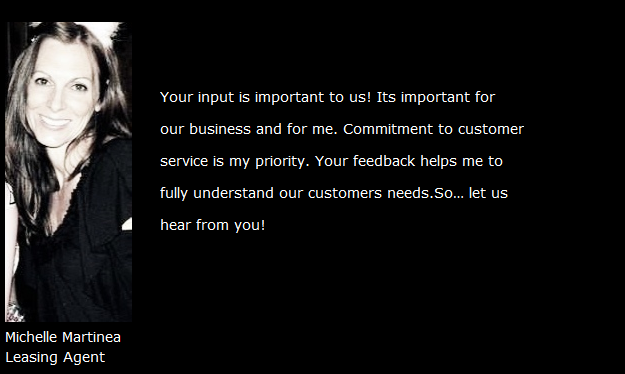 Your input is important to us! Its important for
our business and for me. Commitment to customer
service is my priority. Your feedback helps me to
fully understand our customers needs.So... let us
hear from you!
Michelle Martinea
Leasing Agent